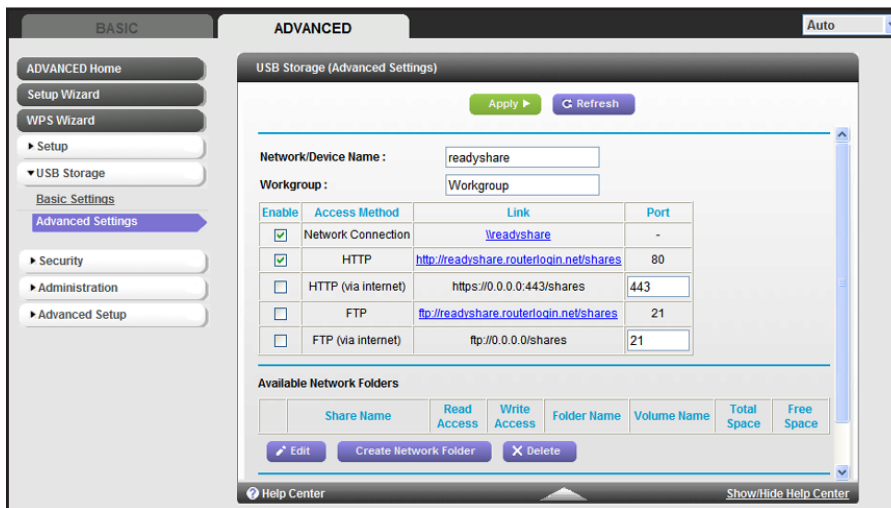 BASIC
ADVANCED
Auto
ADVANCED Home
Setup Wizard
WPS Wizard
Setup
USB Storage
Basic Settings
Advanced Settings
Security
Administration
Advanced Setup
USB Storage (Advanced Settings)
Apply
Refresh
Network/Device Name : readyshare
Workgroup : Workgroup
Enable Access Method Link Port
Network Connection \\readyshare -
HTTP http://readyshare.routerlogin.net/shares 80
HTTP (via internet) https://0.0.0.0:443/shares 443
FTP ftp://readyshare.routerlogin.net/shares 21
FTP (via internet) ftp://0.0.0.0/shares 21
Available Network Folders
Share Name Read Access Write Access Folder Name Volume Name Total Space Free Space
Edit Create Network Folder Delete
Help Center Show/Hide Help Center